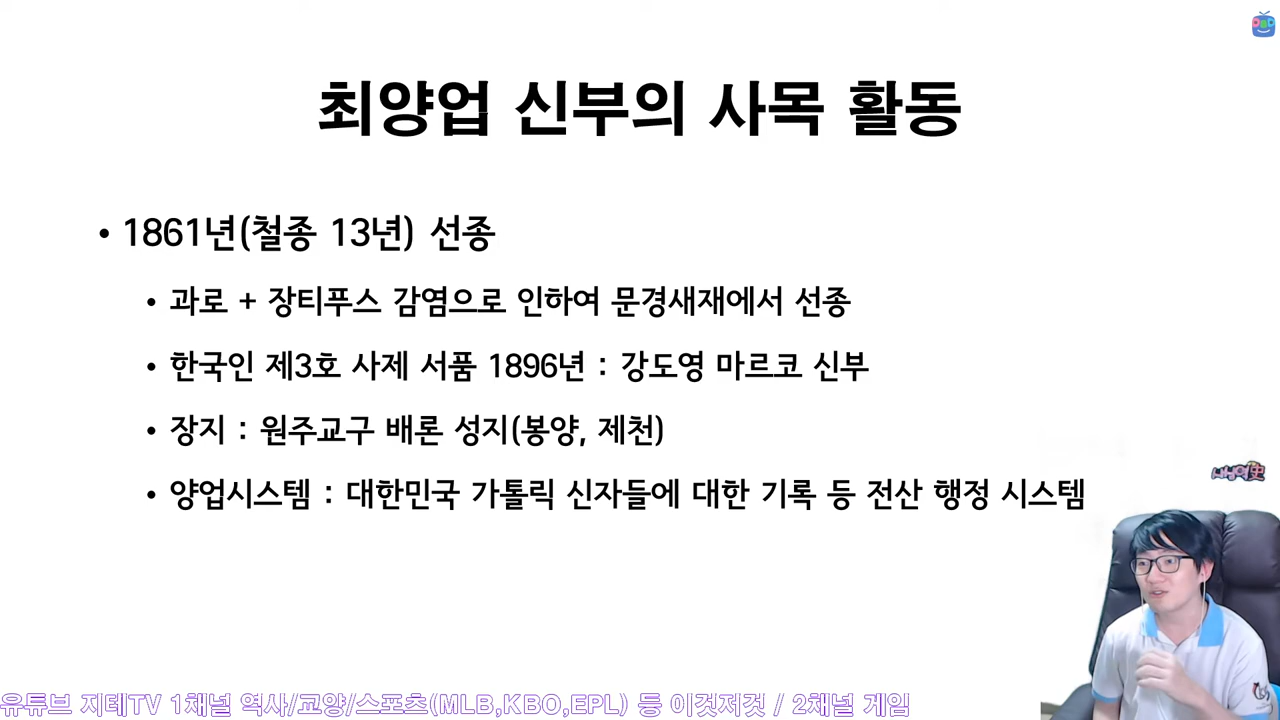 최양업 신부의 사목 활동
• 1861년(철종 13년) 선종
• 과로 + 장티푸스 감염으로 인하여 문경새재에서 선종
• 한국인 제3호 사제 서품 1896년 : 강도영 마르코 신부
• 장지 : 원주교구 배론 성지(봉양, 제천)
• 양업시스템 : 대한민국 가톨릭 신자들에 대한 기록 등 전산 행정 시스템
유튜브 지테TV 1채널 역사/교양/스포츠(MLB,KBO,EPL) 등 이것저것 / 2채널 게임